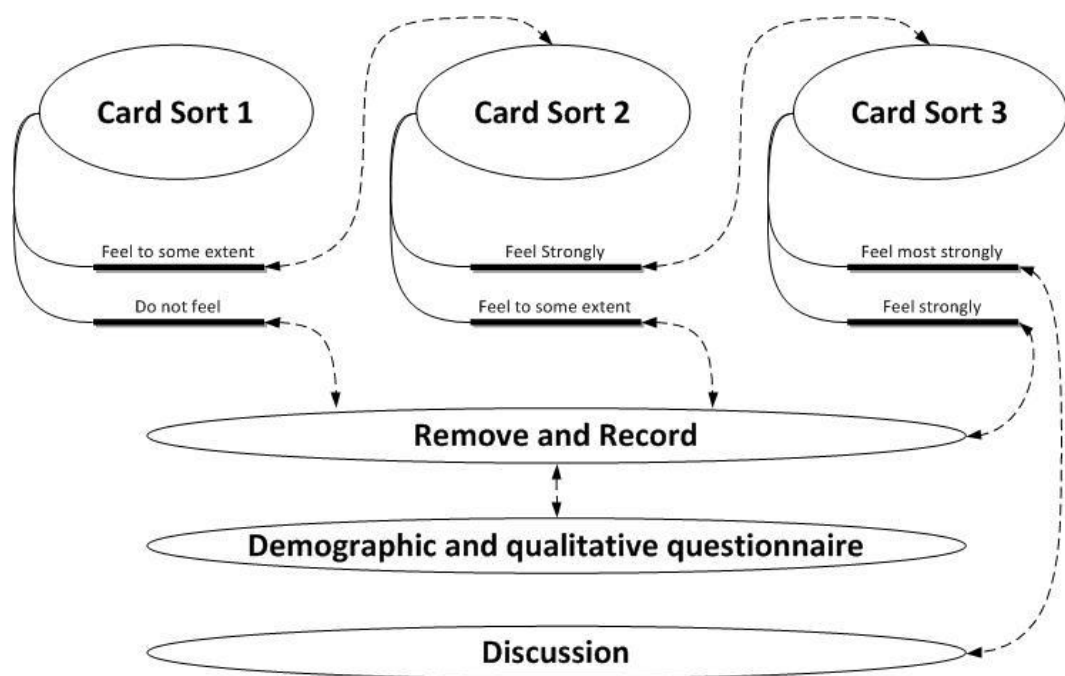 Card Sort 1
Card Sort 2
Card Sort 3
Feel to some extent
Feel Strongly
Feel most strongly
Do not feel
Feel to some extent
Feel strongly
Remove and Record
Demographic and qualitative questionnaire
Discussion